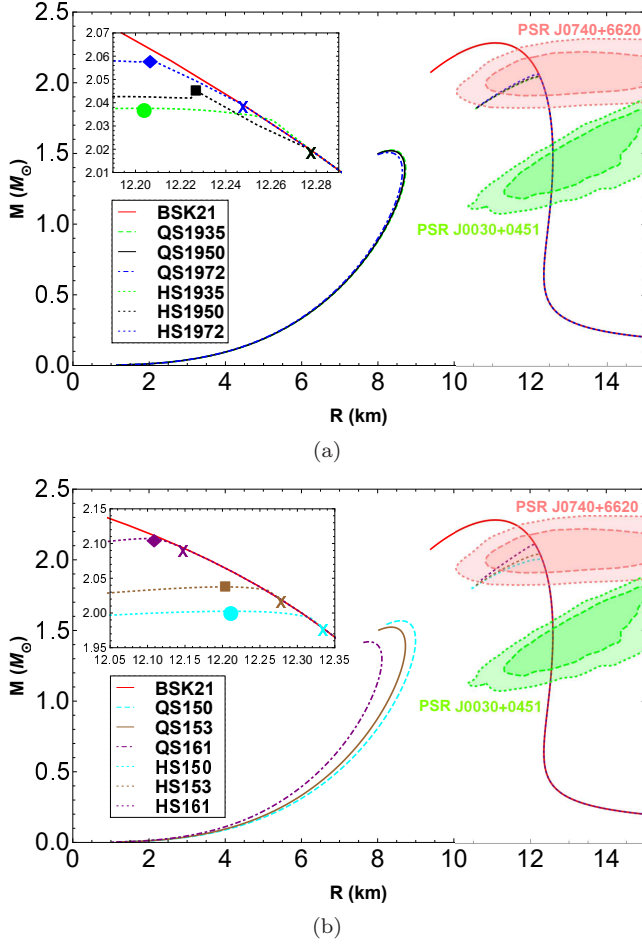 M (M⊙)
2.5
2.0
1.5
1.0
0.5
0.0
2.07
2.06
2.05
2.04
2.03
2.02
2.01
12.20 12.22 12.24 12.26 12.28
X
X
PSR J0740+6620
PSR J0030+0451
BSK21
QS1935
QS1950
QS1972
HS1935
HS1950
HS1972
0 2 4 6 8 10 12 14
R (km)
(a)
M (M⊙)
2.5
2.0
1.5
1.0
0.5
0.0
2.15
2.10
2.05
2.00
1.95
12.05 12.10 12.15 12.20 12.25 12.30 12.35
X
X
X
PSR J0740+6620
PSR J0030+0451
BSK21
QS150
QS153
QS161
HS150
HS153
HS161
0 2 4 6 8 10 12 14
R (km)
(b)